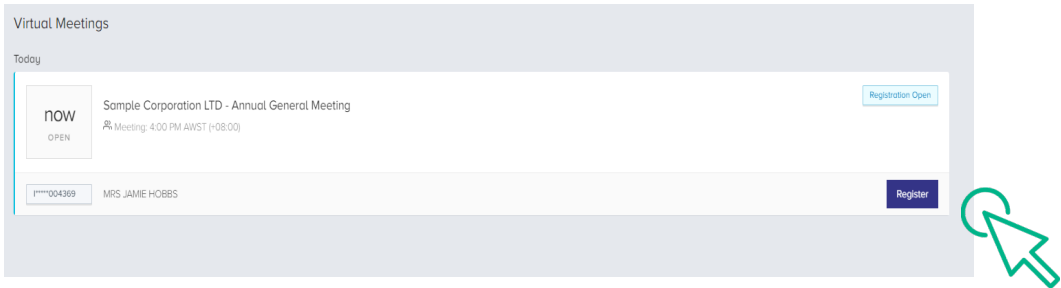 Virtual Meetings
Today
now
OPEN
Sample Corporation LTD - Annual General Meeting
Meeting: 4:00 PM AWST (+08:00)
Registration Open
I*****004369
MRS JAMIE HOBBS
Register